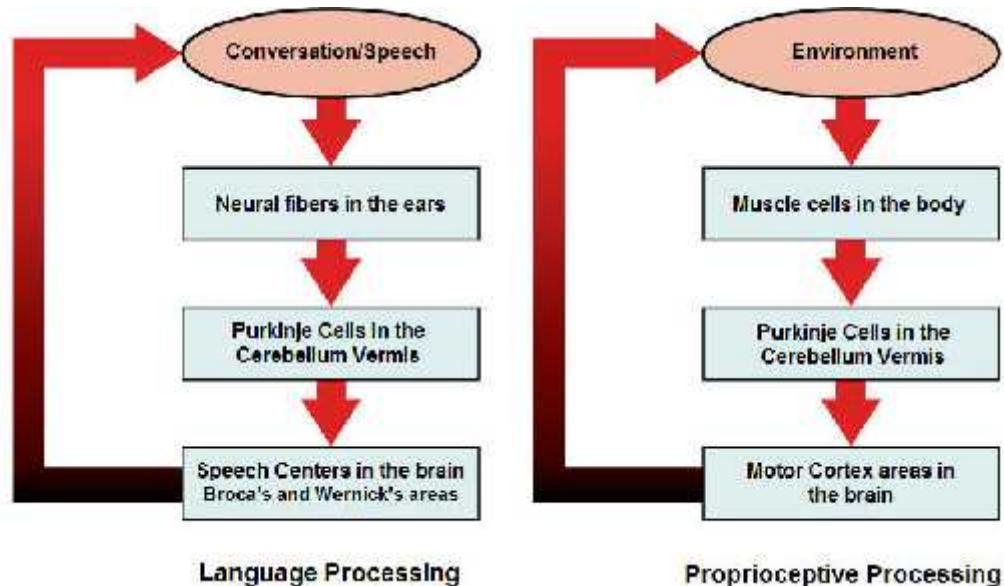 Conversation/Speech
Neural fibers in the ears
Purkinje Cells in the
Cerebellum Vermis
Speech Centers in the brain
Broca's and Wernick's areas
Language Processing
Environment
Muscle cells in the body
Purkinje Cells in the
Cerebellum Vermis
Motor Cortex areas in
the brain
Proprioceptive Processing